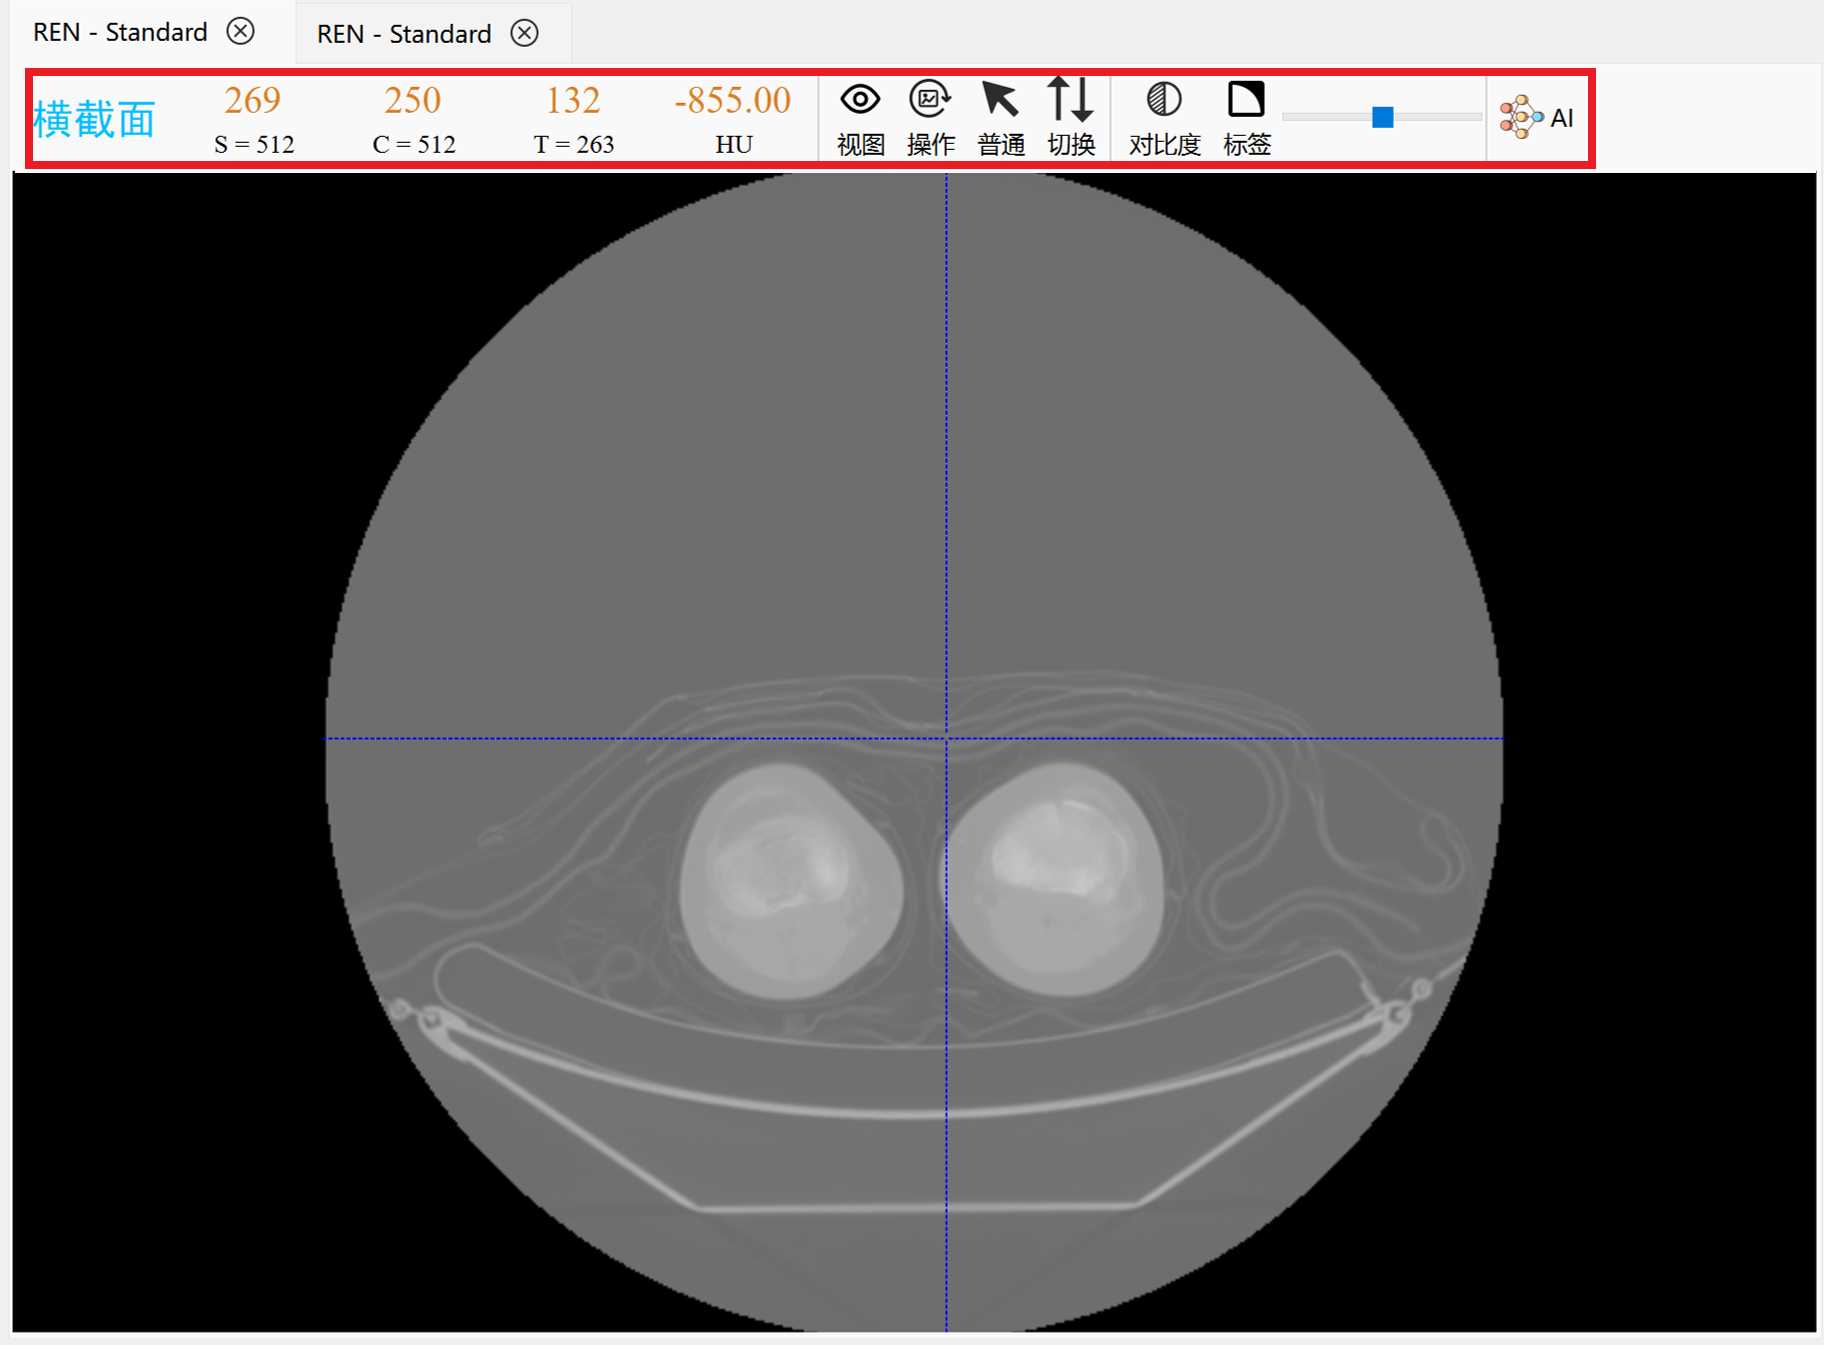 REN - Standard
REN - Standard
横截面
269
250
132
-855.00
S = 512
C = 512
T = 263
HU
视图
操作
普通
切换
对比度
标签
AI